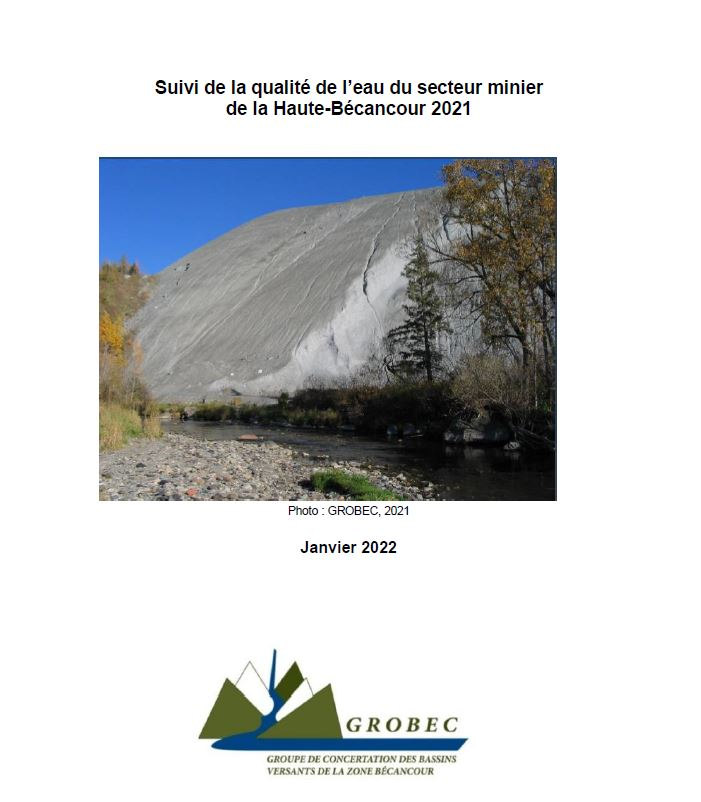 Suivi de la qualité de l'eau du secteur minier
de la Haute-Bécancour 2021
Photo : GROBEC, 2021
Janvier 2022
GROBEC
GROUPE DE CONCERTATION DES BASSINS
VERSANTS DE LA ZONE BÉCANCOUR